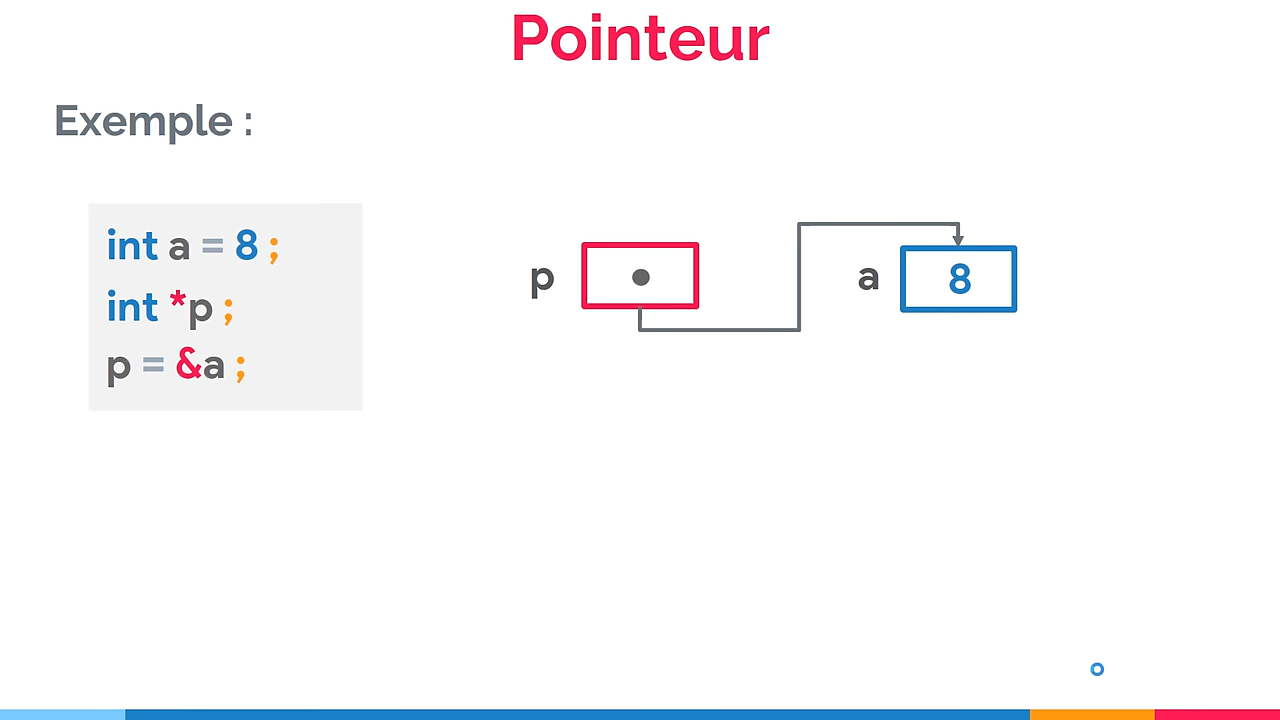 Pointeur
Exemple :
int a = 8 ;
int *p ;
p = &a ;
p
a 8